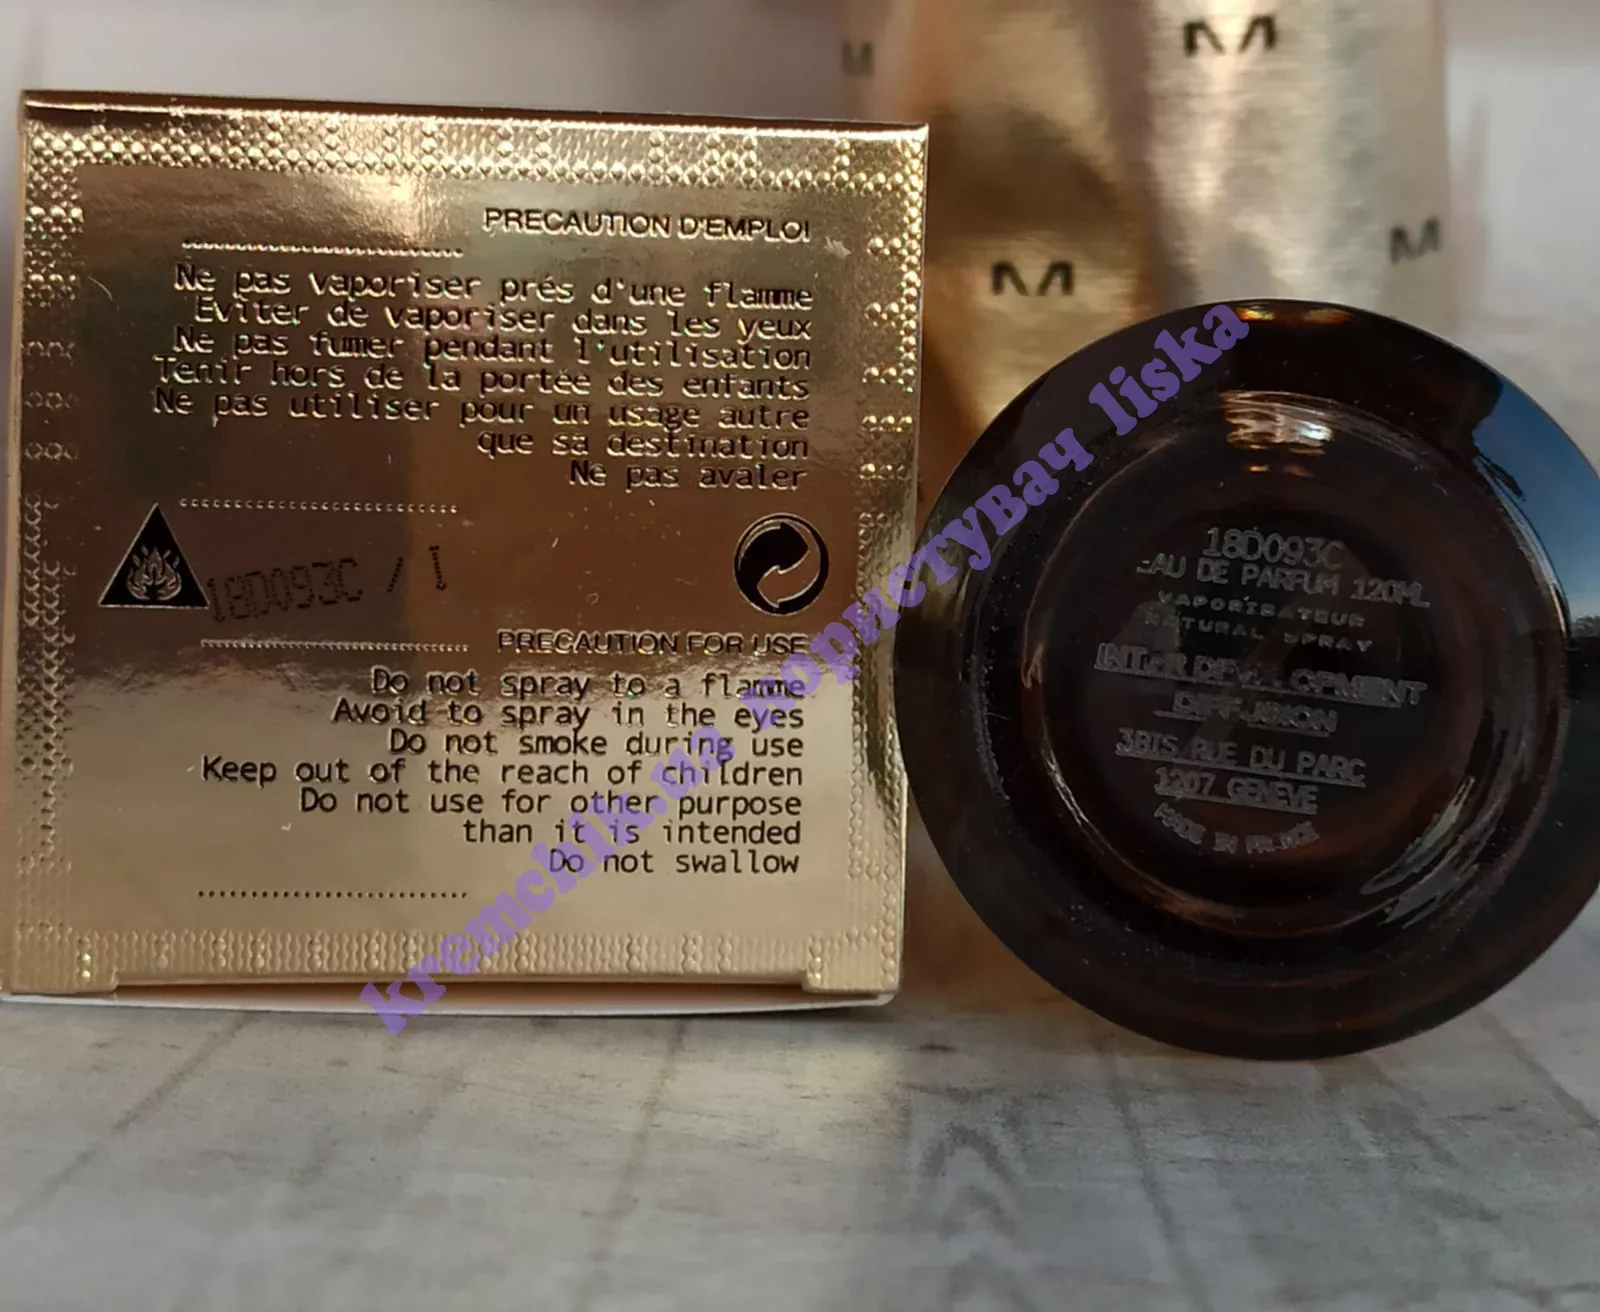 PRECAUTION D'EMPLOI
Ne pas vaporiser prés d'une flamme
Eviter de vaporiser dans les yeux
Ne pas fumer pendant l'utilisation
Tenir hors de la portée des enfants
Ne pas utiliser pour un usage autre
que sa destination
Ne pas avaler
18D093C / 1
PRECAUTION FOR USE
Do not spray to a flamme
Avoid to spray in the eyes
Do not smoke during use
Keep out of the reach of children
Do not use for other purpose
than it is intended
Do not swallow
M
M
M
M
18D093C
EAU DE PARFUM 120ML
VAPORISATEUR
NATURAL SPRAY
INTER DEVELOPMENT
DIFFUSION
3BIS RUE DU PARC
1207 GENEVE
MADE IN FRANCE
kremchik.ua користувач liska